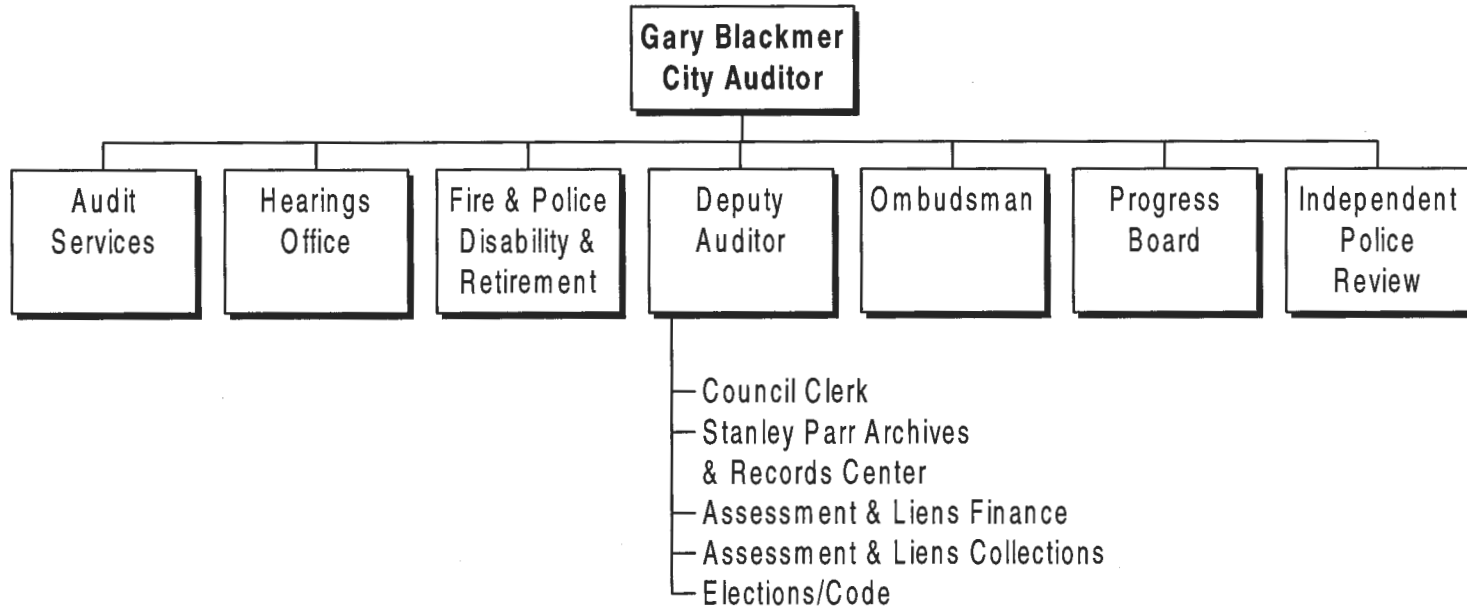 Gary Blackmer
City Auditor
Audit
Services
Hearings
Office
Fire & Police
Disability &
Retirement
Deputy
Auditor
Ombudsman
Progress
Board
Independent
Police
Review
Council Clerk
Stanley Parr Archives
& Records Center
Assessment & Liens Finance
Assessment & Liens Collections
Elections/Code